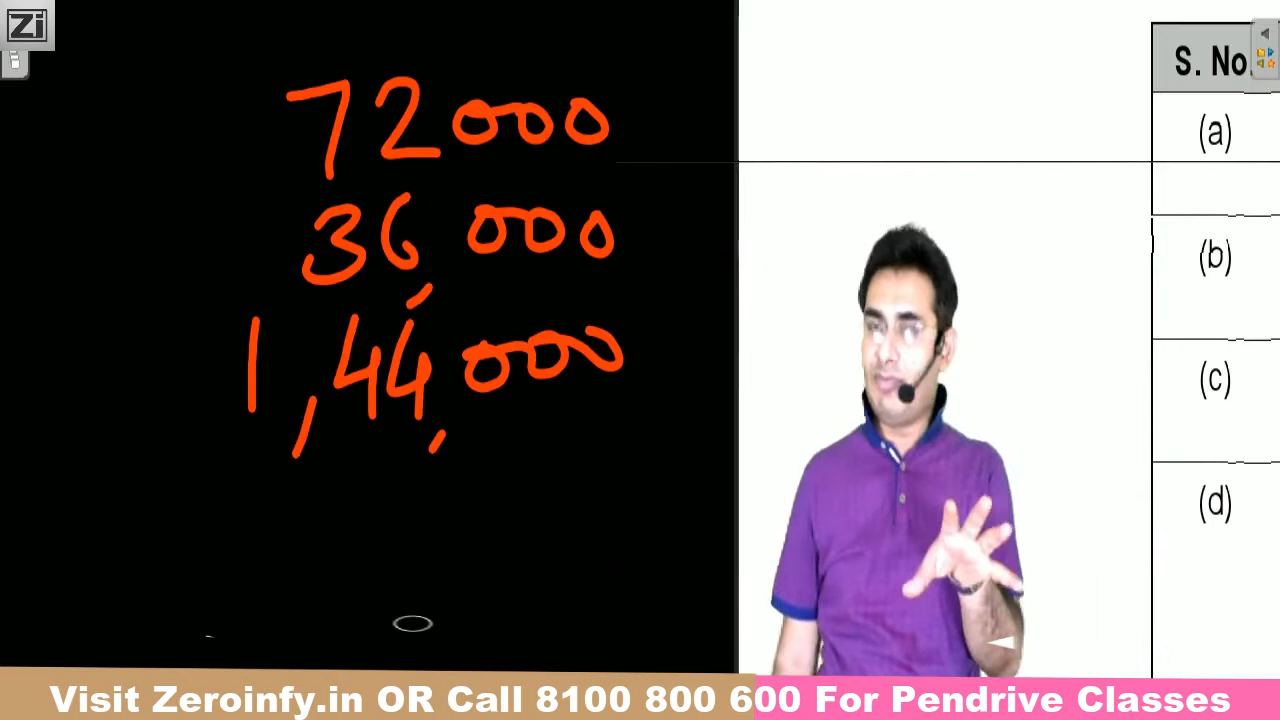 Zi
72000
36,000
1,44,000
S. No.
(a)
(b)
(c)
(d)
Visit Zeroinfy.in OR Call 8100 800 600 For Pendrive Classes